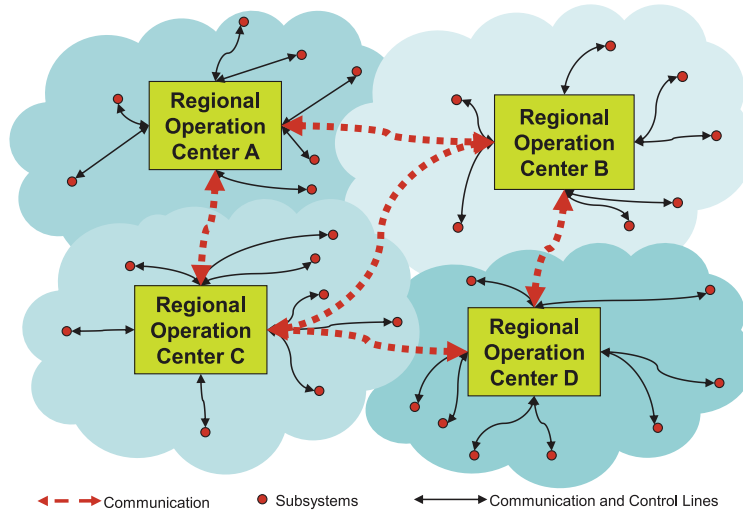 Regional
Operation
Center A
Regional
Operation
Center B
Regional
Operation
Center C
Regional
Operation
Center D
Communication
Subsystems
Communication and Control Lines